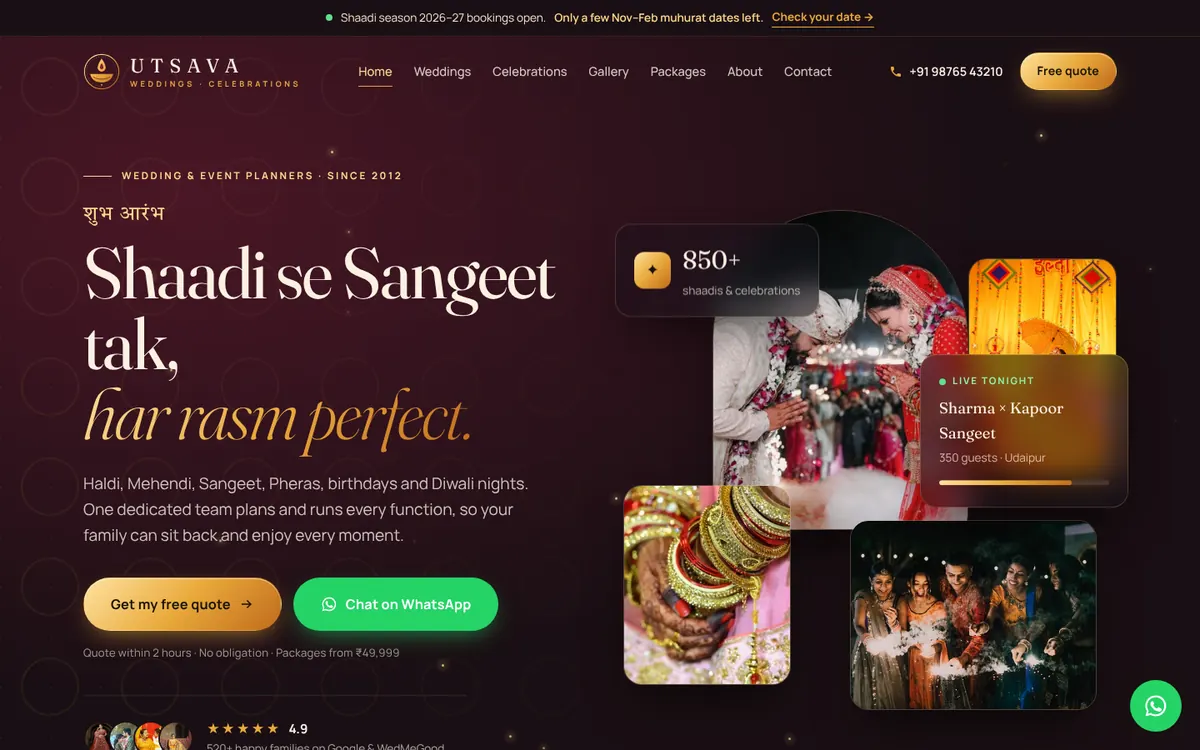 Shaadi season 2026–27 bookings open. Only a few Nov–Feb muhurat dates left. Check your date →
UTSAVA
WEDDINGS · CELEBRATIONS
Home Weddings Celebrations Gallery Packages About Contact
+91 98765 43210
Free quote
WEDDING & EVENT PLANNERS · SINCE 2012
शुभ आरंभ
Shaadi se Sangeet
tak,
har rasm perfect.
Haldi, Mehendi, Sangeet, Pheras, birthdays and Diwali nights.
One dedicated team plans and runs every function, so your
family can sit back and enjoy every moment.
Get my free quote →
Chat on WhatsApp
Quote within 2 hours · No obligation · Packages from ₹49,999
★★★★★ 4.9
520+ happy families on Google & WedMeGood
850+
shaadis & celebrations
LIVE TONIGHT
Sharma × Kapoor
Sangeet
350 guests · Udaipur